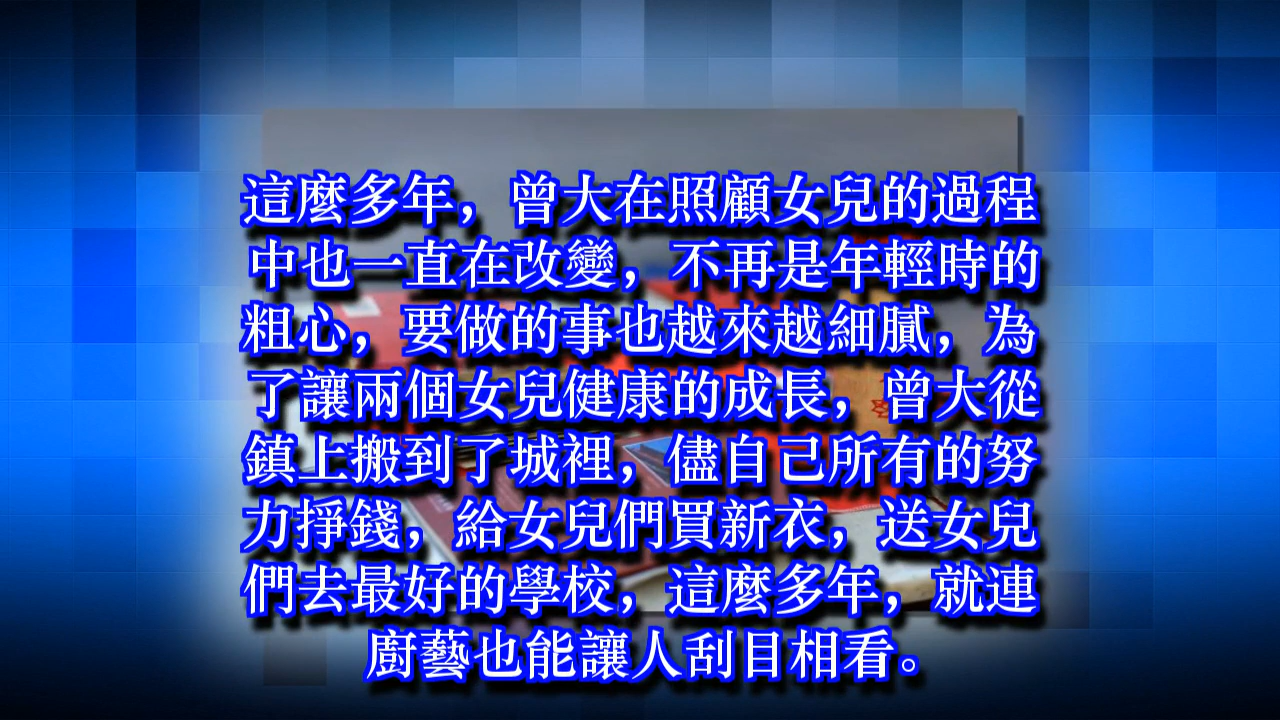 這麼多年，曾大在照顧女兒的過程
中也一直在改變，不再是年輕時的
粗心，要做的事也越來越細膩，為
了讓兩個女兒健康的成長，曾大從
鎮上搬到了城裡，儘自己所有的努
力掙錢，給女兒們買新衣，送女兒
們去最好的學校，這麼多年，就連
廚藝也能讓人刮目相看。